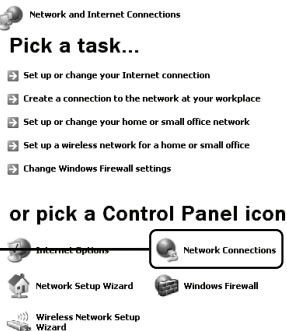 Network and Internet Connections
Pick a task...
Set up or change your Internet connection
Create a connection to the network at your workplace
Set up or change your home or small office network
Set up a wireless network for a home or small office
Change Windows Firewall settings
or pick a Control Panel icon
Internet Options
Network Connections
Network Setup Wizard
Windows Firewall
Wireless Network Setup
Wizard